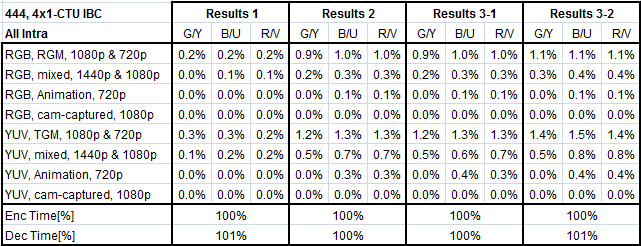 444, 4x1-CTU IBC Results 1 Results 2 Results 3-1 Results 3-2
All Intra G/Y B/U R/V G/Y B/U R/V G/Y B/U R/V G/Y B/U R/V
RGB, RGM, 1080p & 720p 0.2% 0.2% 0.2% 0.9% 1.0% 1.0% 0.9% 1.0% 1.0% 1.1% 1.1% 1.1%
RGB, mixed, 1440p & 1080p 0.0% 0.1% 0.1% 0.2% 0.3% 0.3% 0.2% 0.3% 0.3% 0.3% 0.4% 0.4%
RGB, Animation, 720p 0.0% 0.0% 0.0% 0.0% 0.1% 0.1% 0.0% 0.1% 0.1% 0.0% 0.1% 0.1%
RGB, cam-captured, 1080p 0.0% 0.0% 0.0% 0.0% 0.0% 0.0% 0.0% 0.0% 0.0% 0.0% 0.0% 0.0%
YUV, TGM, 1080p & 720p 0.3% 0.3% 0.2% 1.2% 1.3% 1.3% 1.2% 1.3% 1.3% 1.4% 1.5% 1.4%
YUV, mixed, 1440p & 1080p 0.1% 0.2% 0.2% 0.5% 0.7% 0.7% 0.5% 0.6% 0.7% 0.5% 0.8% 0.8%
YUV, Animation, 720p 0.0% 0.0% 0.0% 0.0% 0.3% 0.3% 0.0% 0.4% 0.3% 0.0% 0.4% 0.4%
YUV, cam-captured, 1080p 0.0% 0.0% 0.0% 0.0% 0.0% 0.0% 0.0% 0.0% 0.0% 0.0% 0.0% 0.0%
Enc Time[%] 100% 100% 100% 100%
Dec Time[%] 101% 100% 100% 101%